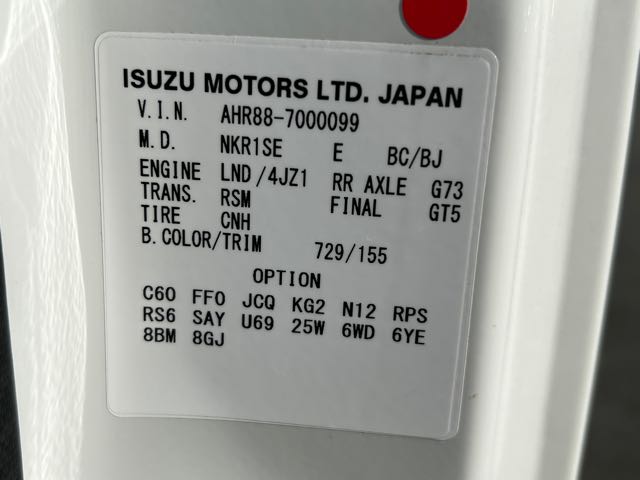 ISUZU MOTORS LTD. JAPAN
V.I.N. AHR88-7000099
M.D. NKR1SE E BC/BJ
ENGINE LND/4JZ1 RR AXLE G73
TRANS. RSM FINAL GT5
TIRE CNH
B.COLOR/TRIM 729/155
OPTION
C60 FF0 JCQ KG2 N12 RPS
RS6 SAY U69 25W 6WD 6YE
8BM 8GJ